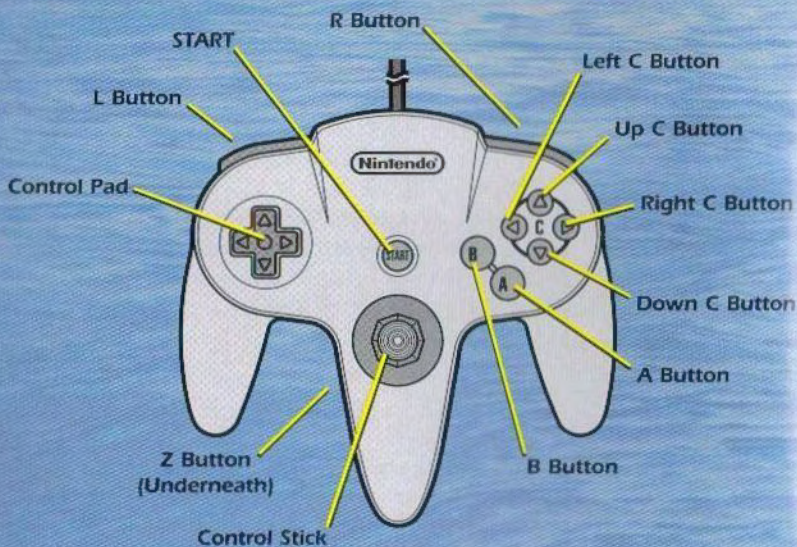 R Button
START
Left C Button
L Button
Up C Button
Nintendo
Control Pad
Right C Button
C
START
B
A
Down C Button
A Button
Z Button
(Underneath)
B Button
Control Stick